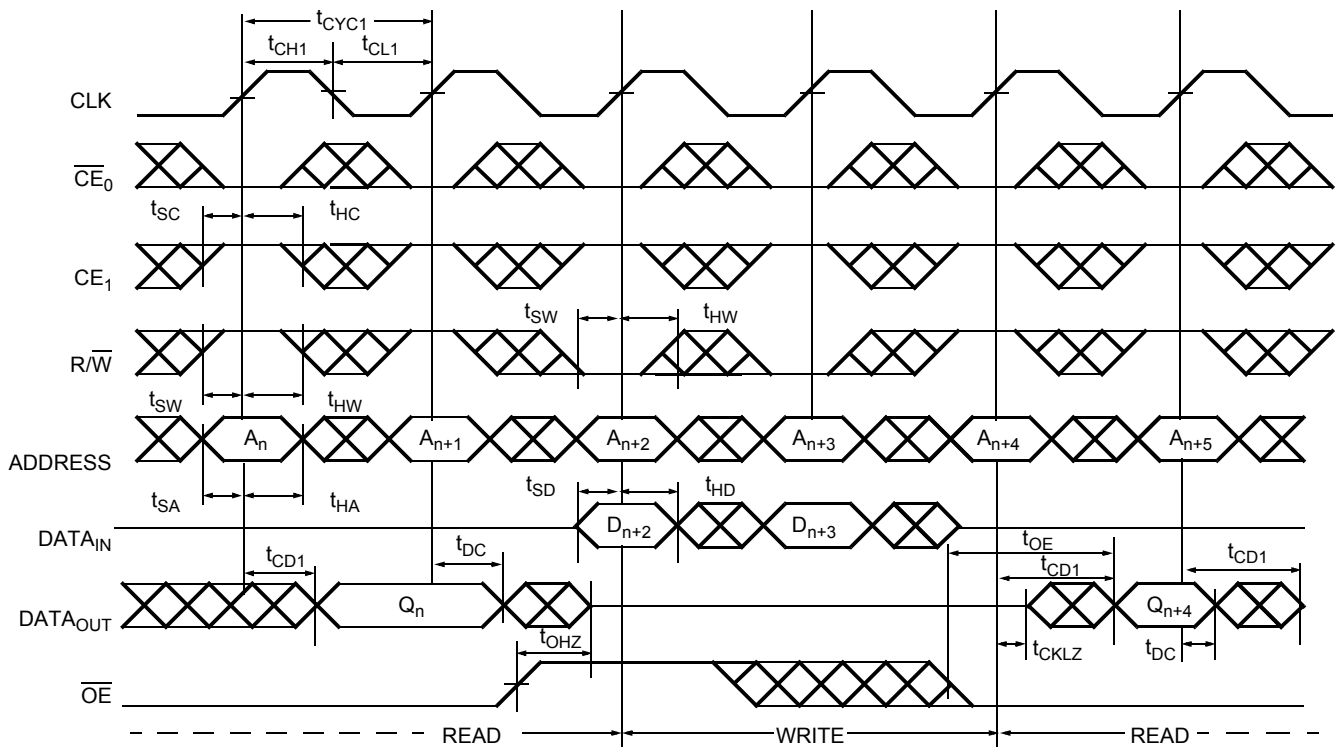 tCYC1
tCH1 tCL1
CLK
CE0
tSC tHC
CE1
tSW tHW
R/W
tSW tHW
An An+1 An+2 An+3 An+4 An+5
ADDRESS
tSA tHA tSD tHD
DATAIN Dn+2 Dn+3
tCD1 tDC tOE
tCD1 tCD1
DATAOUT Qn Qn+4
tOHZ tCKLZ tDC
OE
READ WRITE READ